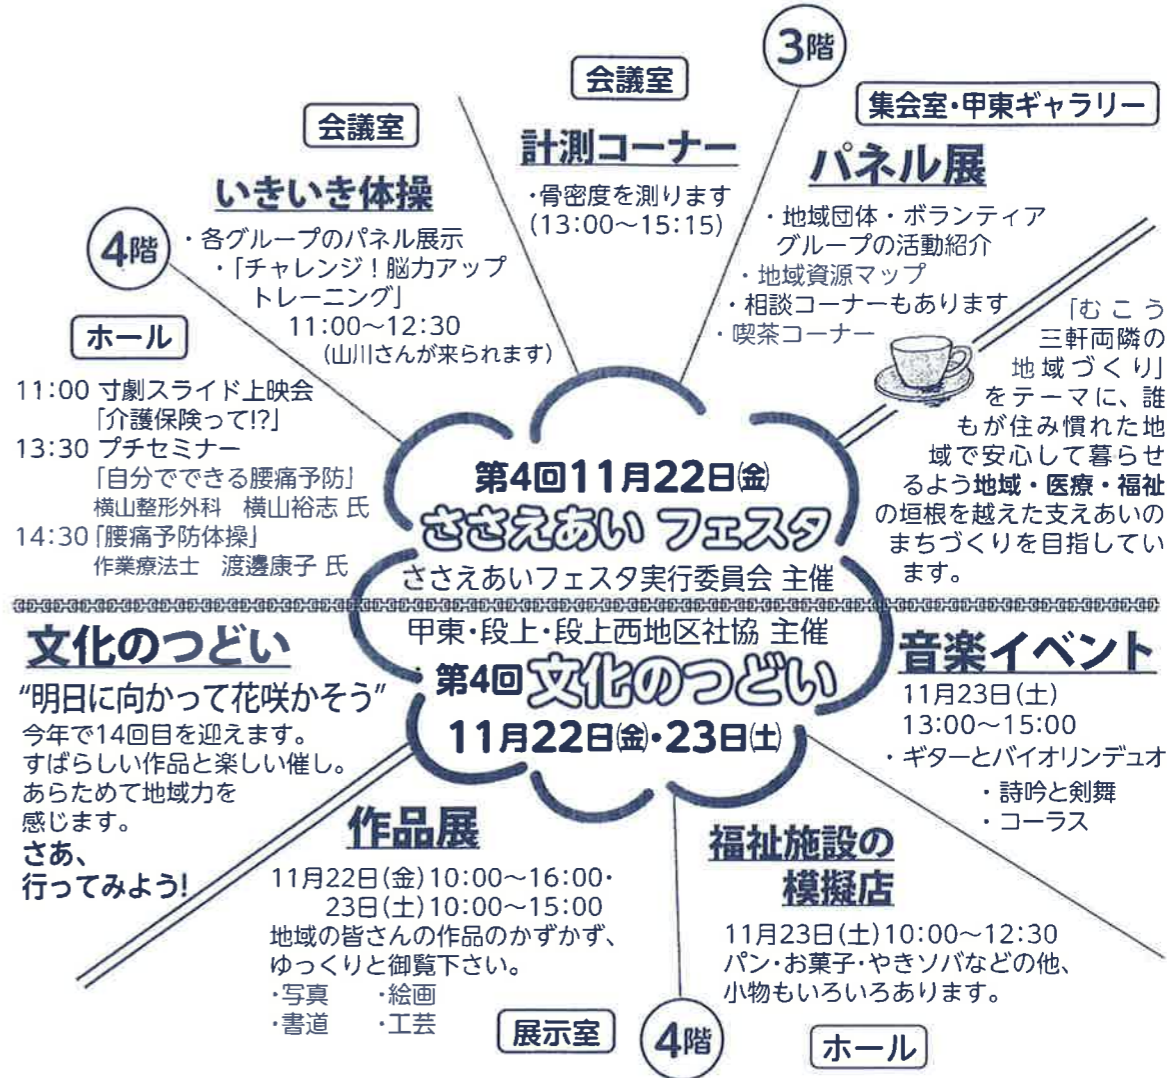 3階
会議室
集会室・甲東ギャラリー
会議室
計測コーナー
パネル展
いきいき体操
・骨密度を測ります
(13:00〜15:15)
・地域団体・ボランティア
グループの活動紹介
・地域資源マップ
・相談コーナーもあります
・喫茶コーナー
4階
・各グループのパネル展示
・「チャレンジ!脳力アップ
トレーニング」
11:00〜12:30
(山川さんが来られます)
ホール
11:00 寸劇スライド上映会
「介護保険って!?」
13:30 プチセミナー
「自分でできる腰痛予防」
横山整形外科 横山裕志 氏
14:30「腰痛予防体操」
作業療法士 渡邊康子 氏
「むこう
三軒両隣の
地域づくり」
をテーマに、誰
もが住み慣れた地
域で安心して暮らせ
るよう地域・医療・福祉
の垣根を越えた支えあいの
まちづくりを目指してい
ます。
第4回11月22日㈮
ささえあい フェスタ
ささえあいフェスタ実行委員会 主催
甲東・段上・段上西地区社協 主催
第4回 文化のつどい
11月22日㈮・23日㈯
文化のつどい
“明日に向かって花咲かそう”
今年で14回目を迎えます。
すばらしい作品と楽しい催し。
あらためて地域力を
感じます。
さあ、
行ってみよう!
音楽イベント
11月23日(土)
13:00〜15:00
・ギターとバイオリンデュオ
・詩吟と剣舞
・コーラス
作品展
11月22日(金)10:00〜16:00・
23日(土)10:00〜15:00
地域の皆さんの作品のかずかず、
ゆっくりと御覧下さい。
・写真 ・絵画
・書道 ・工芸
展示室
4階
福祉施設の
模擬店
11月23日(土)10:00〜12:30
パン・お菓子・やきソバなどの他、
小物もいろいろあります。
ホール